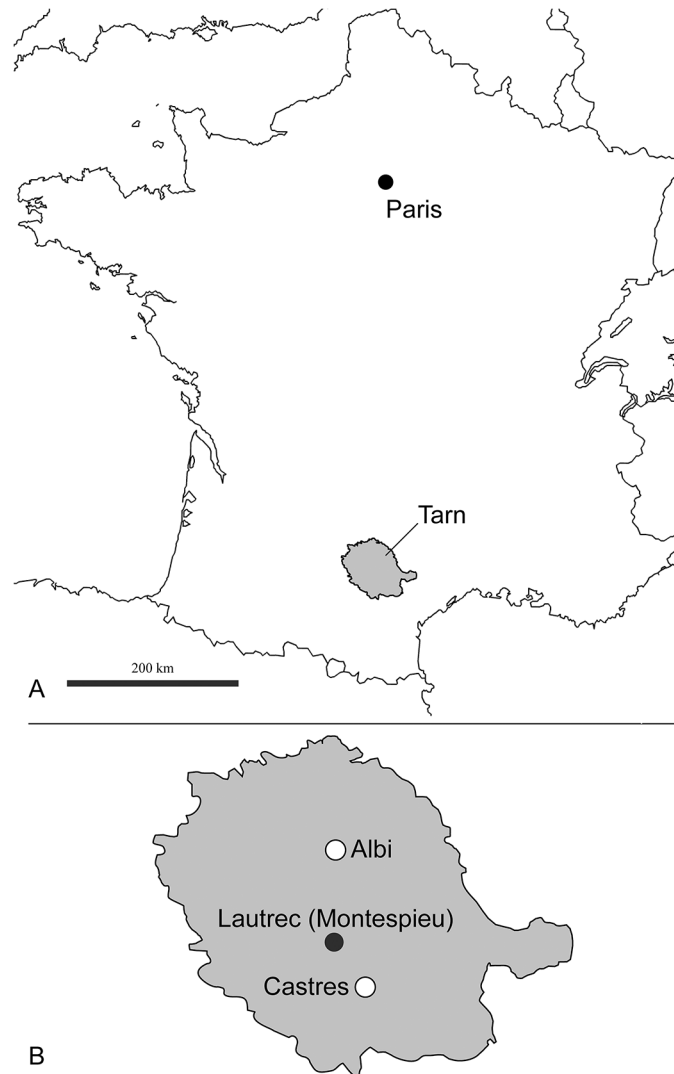 Paris
Tarn
200 km
A
Albi
Lautrec (Montespieu)
Castres
B